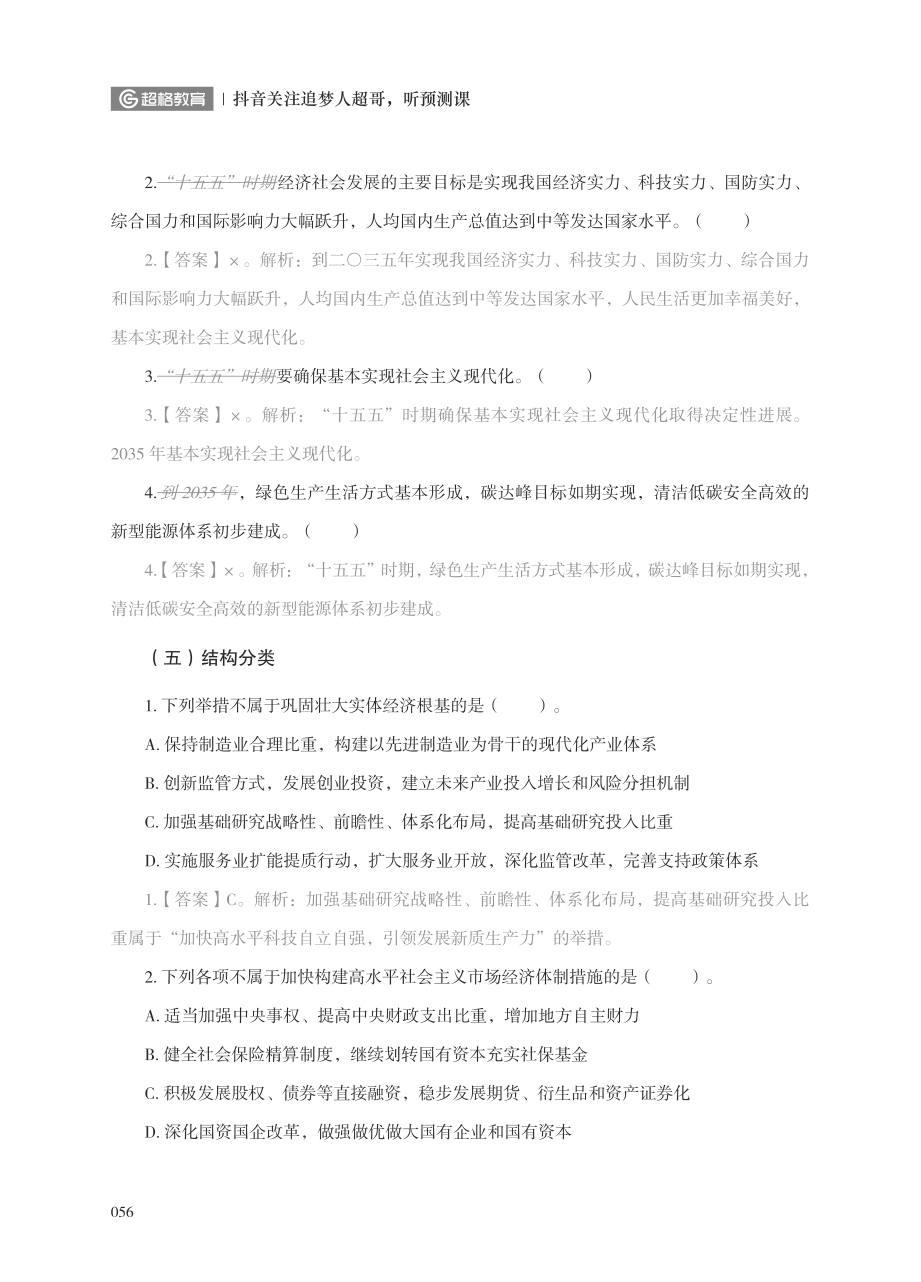 超格教育 | 抖音关注追梦人超哥，听预测课
2.“十五五”时期经济社会发展的主要目标是实现我国经济实力、科技实力、国防实力、
综合国力和国际影响力大幅跃升，人均国内生产总值达到中等发达国家水平。（　　）
2.【答案】×。解析：到二〇三五年实现我国经济实力、科技实力、国防实力、综合国力
和国际影响力大幅跃升，人均国内生产总值达到中等发达国家水平，人民生活更加幸福美好，
基本实现社会主义现代化。
3.“十五五”时期要确保基本实现社会主义现代化。（　　）
3.【答案】×。解析：“十五五”时期确保基本实现社会主义现代化取得决定性进展。
2035 年基本实现社会主义现代化。
4.到 2035 年，绿色生产生活方式基本形成，碳达峰目标如期实现，清洁低碳安全高效的
新型能源体系初步建成。（　　）
4.【答案】×。解析：“十五五”时期，绿色生产生活方式基本形成，碳达峰目标如期实现，
清洁低碳安全高效的新型能源体系初步建成。
（五）结构分类
1. 下列举措不属于巩固壮大实体经济根基的是（　　）。
A. 保持制造业合理比重，构建以先进制造业为骨干的现代化产业体系
B. 创新监管方式，发展创业投资，建立未来产业投入增长和风险分担机制
C. 加强基础研究战略性、前瞻性、体系化布局，提高基础研究投入比重
D. 实施服务业扩能提质行动，扩大服务业开放，深化监管改革，完善支持政策体系
1.【答案】C。解析：加强基础研究战略性、前瞻性、体系化布局，提高基础研究投入比
重属于“加快高水平科技自立自强，引领发展新质生产力”的举措。
2. 下列各项不属于加快构建高水平社会主义市场经济体制措施的是（　　）。
A. 适当加强中央事权、提高中央财政支出比重，增加地方自主财力
B. 健全社会保险精算制度，继续划转国有资本充实社保基金
C. 积极发展股权、债券等直接融资，稳步发展期货、衍生品和资产证券化
D. 深化国资国企改革，做强做优做大国有企业和国有资本
056